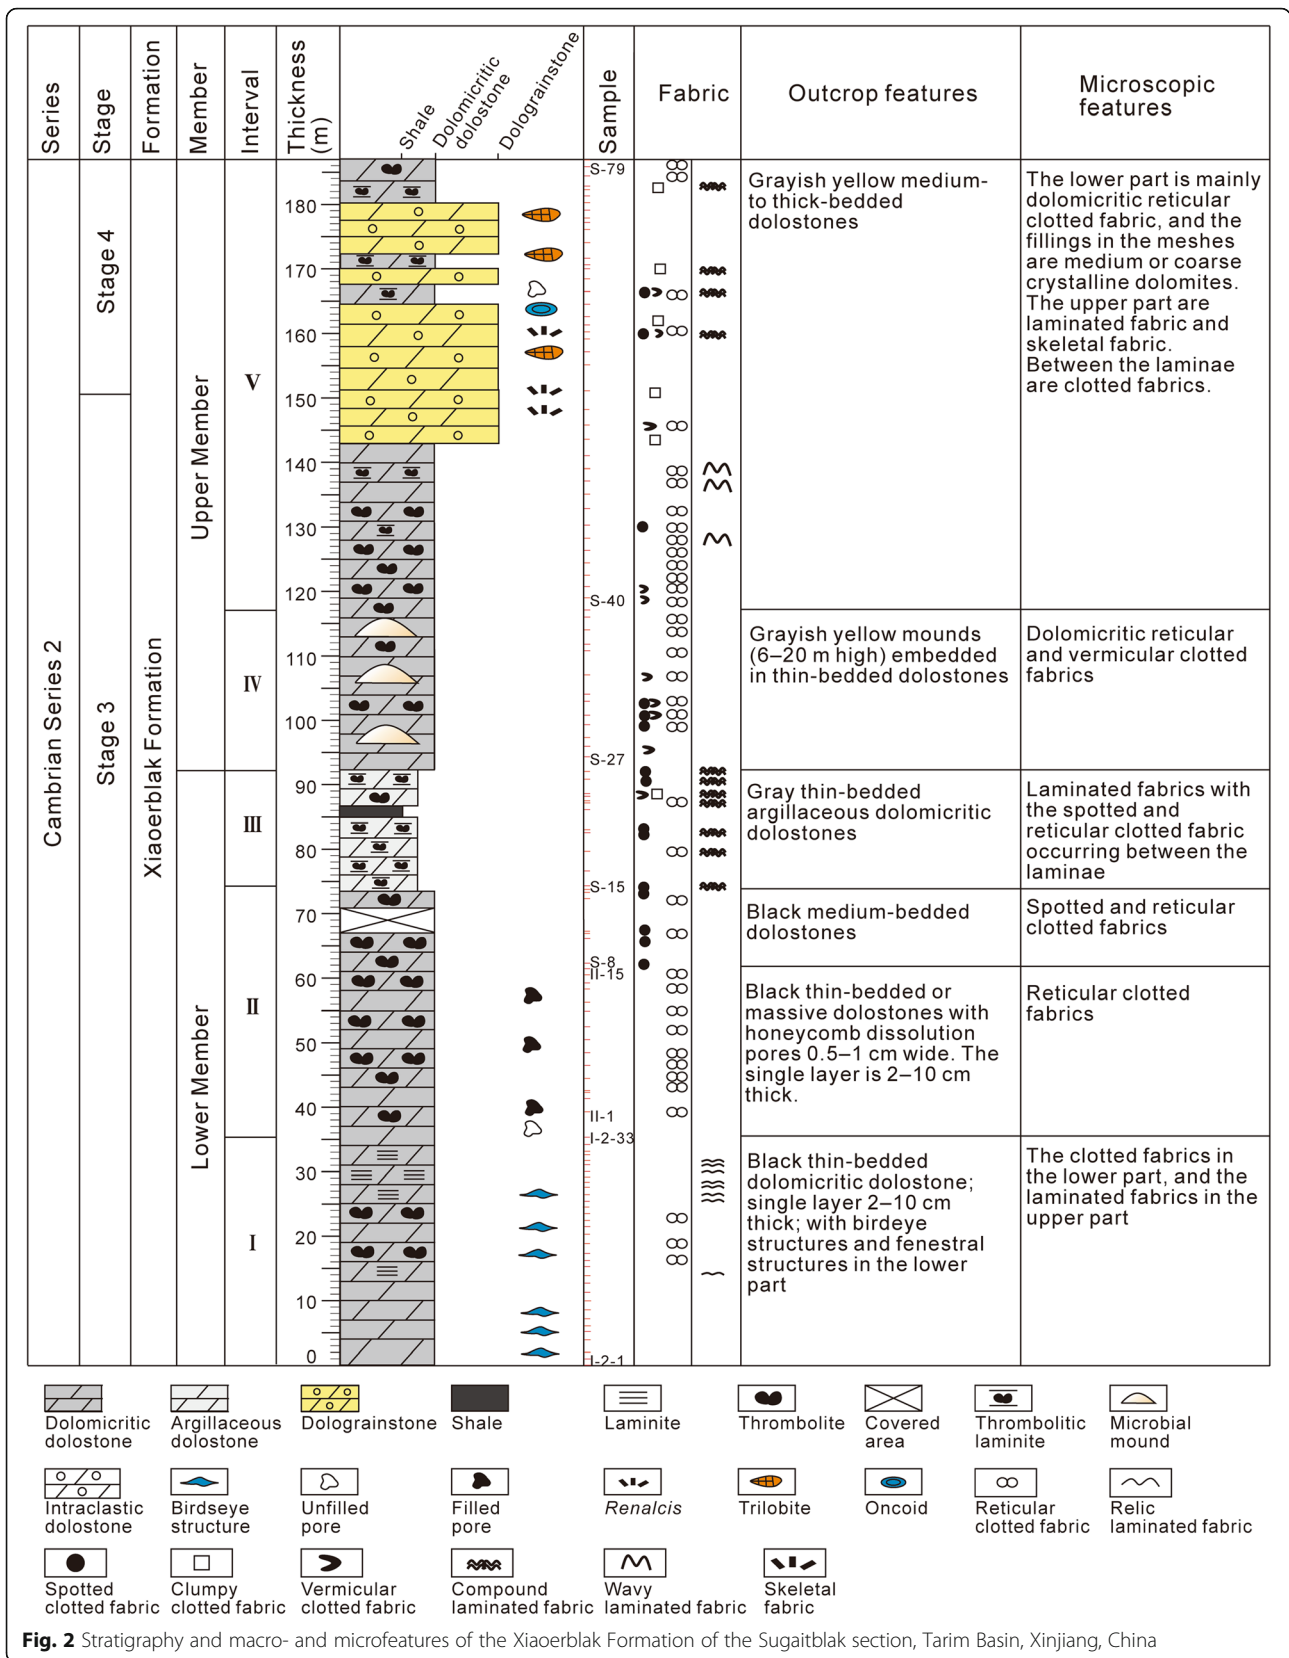 Series
Stage
Formation
Member
Interval
Thickness
(m)
Shale
Dolomicritic
dolostone
Dolograinstone
Sample
Fabric
Outcrop features
Microscopic
features
Cambrian Series 2
Stage 4
Stage 3
Xiaoerblak Formation
Upper Member
Lower Member
V
IV
III
II
I
180
170
160
150
140
130
120
110
100
90
80
70
60
50
40
30
20
10
0
S-79
S-40
S-27
S-15
S-8
II-15
II-1
I-2-33
I-2-1
Grayish yellow medium-
to thick-bedded
dolostones
The lower part is mainly
dolomicritic reticular
clotted fabric, and the
fillings in the meshes
are medium or coarse
crystalline dolomites.
The upper part are
laminated fabric and
skeletal fabric.
Between the laminae
are clotted fabrics.
Grayish yellow mounds
(6–20 m high) embedded
in thin-bedded dolostones
Dolomicritic reticular
and vermicular clotted
fabrics
Gray thin-bedded
argillaceous dolomicritic
dolostones
Laminated fabrics with
the spotted and
reticular clotted fabric
occurring between the
laminae
Black medium-bedded
dolostones
Spotted and reticular
clotted fabrics
Black thin-bedded or
massive dolostones with
honeycomb dissolution
pores 0.5–1 cm wide. The
single layer is 2–10 cm
thick.
Reticular clotted
fabrics
Black thin-bedded
dolomicritic dolostone;
single layer 2–10 cm
thick; with birdeye
structures and fenestral
structures in the lower
part
The clotted fabrics in
the lower part, and the
laminated fabrics in the
upper part
Dolomicritic
dolostone
Argillaceous
dolostone
Dolograinstone
Shale
Laminite
Thrombolite
Covered
area
Thrombolitic
laminite
Microbial
mound
Intraclastic
dolostone
Birdseye
structure
Unfilled
pore
Filled
pore
Renalcis
Trilobite
Oncoid
Reticular
clotted fabric
Relic
laminated fabric
Spotted
clotted fabric
Clumpy
clotted fabric
Vermicular
clotted fabric
Compound
laminated fabric
Wavy
laminated fabric
Skeletal
fabric
Fig. 2 Stratigraphy and macro- and microfeatures of the Xiaoerblak Formation of the Sugaitblak section, Tarim Basin, Xinjiang, China